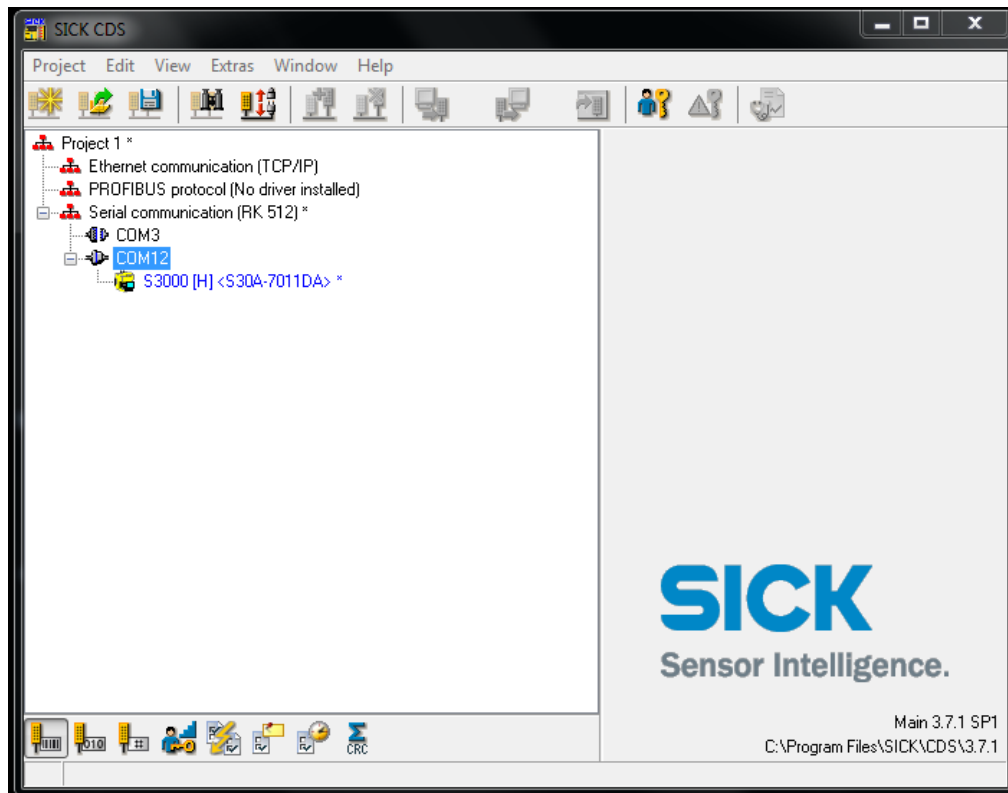 SICK CDS
Project Edit View Extras Window Help
Project 1 *
Ethernet communication (TCP/IP)
PROFIBUS protocol (No driver installed)
Serial communication (RK 512) *
COM3
COM12
S3000 [H] <S30A-7011DA> *
SICK
Sensor Intelligence.
Main 3.7.1 SP1
C:\Program Files\SICK\CDS\3.7.1
010
#
CRC